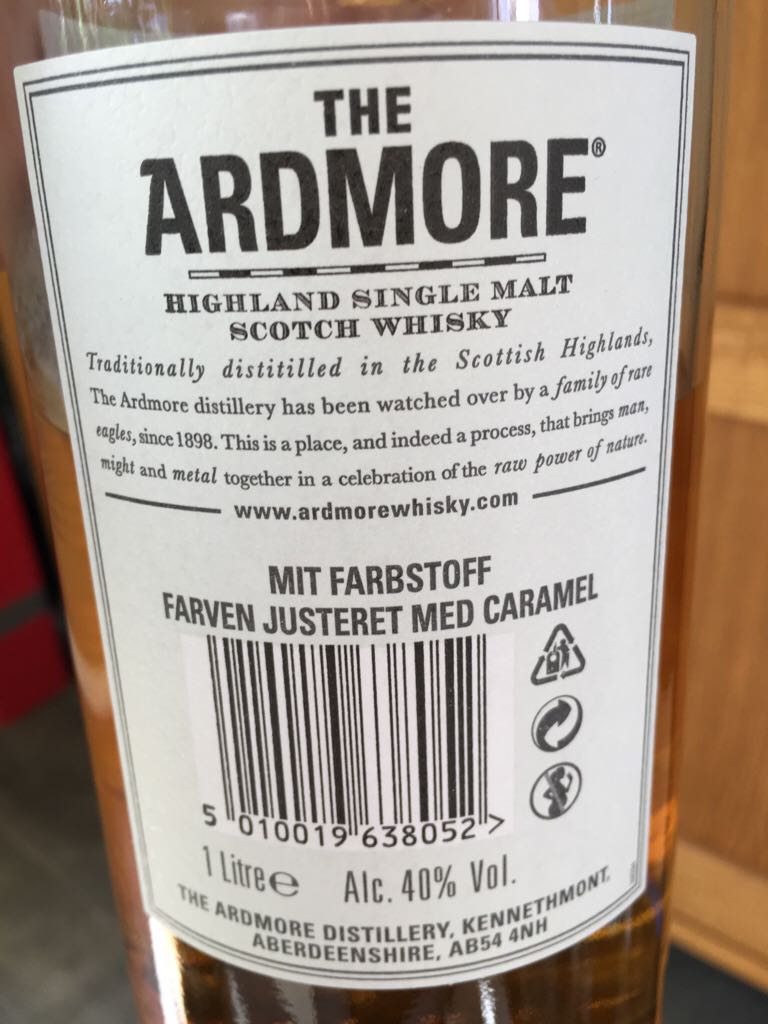 THE
ARDMORE®
HIGHLAND SINGLE MALT
SCOTCH WHISKY
Traditionally distitilled in the Scottish Highlands,
The Ardmore distillery has been watched over by a family of rare
eagles, since 1898. This is a place, and indeed a process, that brings man,
might and metal together in a celebration of the raw power of nature.
www.ardmorewhisky.com
MIT FARBSTOFF
FARVEN JUSTERET MED CARAMEL
5 010019 638052 >
1 Litre ℮ Alc. 40% Vol.
THE ARDMORE DISTILLERY, KENNETHMONT,
ABERDEENSHIRE, AB54 4NH